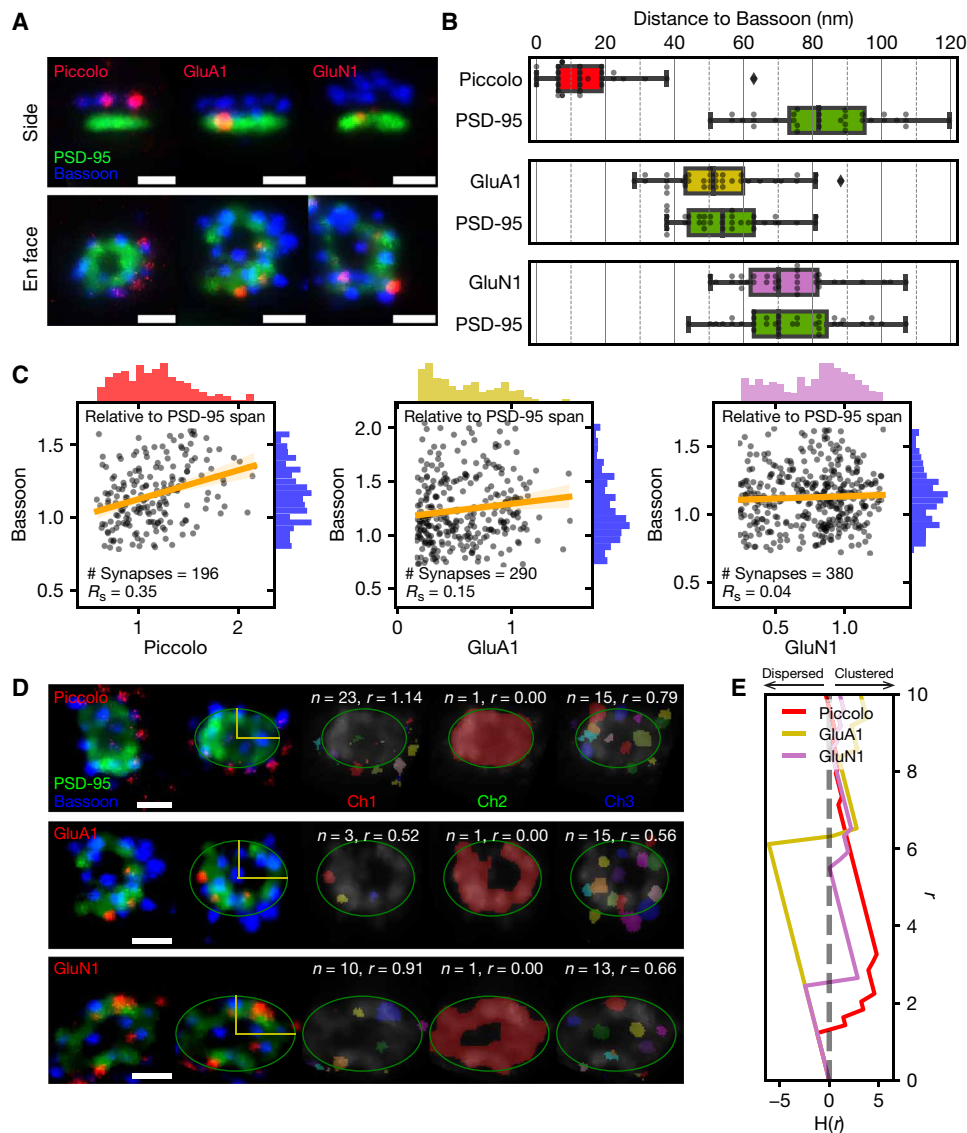 A
Piccolo GluA1 GluN1
Side
PSD-95
Bassoon
En face
B
Distance to Bassoon (nm)
0 20 40 60 80 100 120
Piccolo
PSD-95
GluA1
PSD-95
GluN1
PSD-95
C
Relative to PSD-95 span
Bassoon
1.5
1.0
0.5
# Synapses = 196
Rs = 0.35
1 2
Piccolo
Relative to PSD-95 span
Bassoon
2.0
1.5
1.0
0.5
# Synapses = 290
Rs = 0.15
0 1
GluA1
Relative to PSD-95 span
Bassoon
1.5
1.0
0.5
# Synapses = 380
Rs = 0.04
0.5 1.0
GluN1
D
Piccolo
n = 23, r = 1.14 n = 1, r = 0.00 n = 15, r = 0.79
PSD-95
Bassoon
Ch1 Ch2 Ch3
GluA1
n = 3, r = 0.52 n = 1, r = 0.00 n = 15, r = 0.56
GluN1
n = 10, r = 0.91 n = 1, r = 0.00 n = 13, r = 0.66
E
Dispersed Clustered
Piccolo
GluA1
GluN1
10
8
6
4
2
0
r
−5 0 5
H(r)